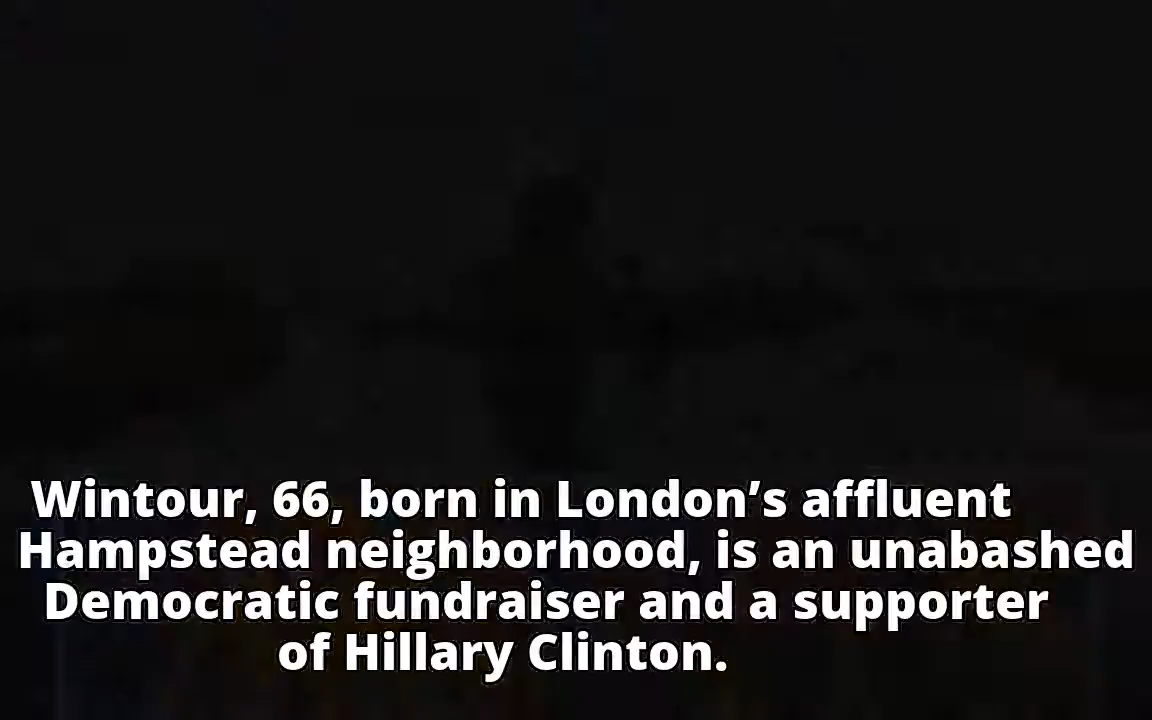 Wintour, 66, born in London’s affluent
Hampstead neighborhood, is an unabashed
Democratic fundraiser and a supporter
of Hillary Clinton.